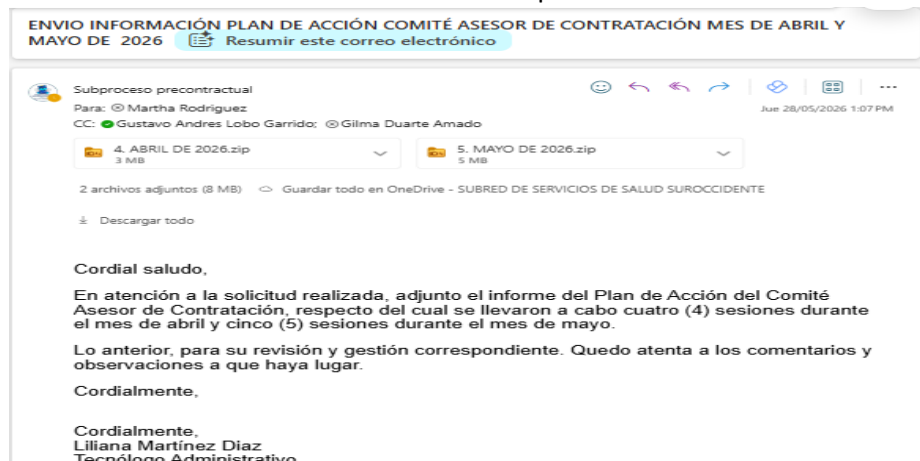 ENVIO INFORMACIÓN PLAN DE ACCIÓN COMITÉ ASESOR DE CONTRATACIÓN MES DE ABRIL Y
MAYO DE 2026 Resumir este correo electrónico
Subproceso precontractual
Para: Martha Rodriguez
Jue 28/05/2026 1:07 PM
CC: Gustavo Andres Lobo Garrido; Gilma Duarte Amado
4. ABRIL DE 2026.zip
3 MB
5. MAYO DE 2026.zip
5 MB
2 archivos adjuntos (8 MB) Guardar todo en OneDrive - SUBRED DE SERVICIOS DE SALUD SUROCCIDENTE
Descargar todo
Cordial saludo,
En atención a la solicitud realizada, adjunto el informe del Plan de Acción del Comité
Asesor de Contratación, respecto del cual se llevaron a cabo cuatro (4) sesiones durante
el mes de abril y cinco (5) sesiones durante el mes de mayo.
Lo anterior, para su revisión y gestión correspondiente. Quedo atenta a los comentarios y
observaciones a que haya lugar.
Cordialmente,
Cordialmente,
Liliana Martínez Diaz
Tecnólogo Administrativo